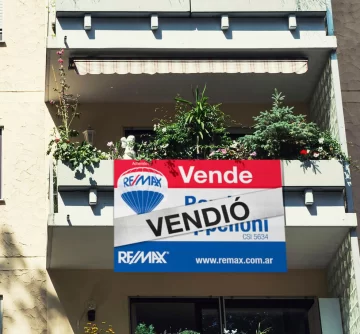 RE/MAX
Vende
VENDIÓ
CSI 5634
RE/MAX
www.remax.com.ar